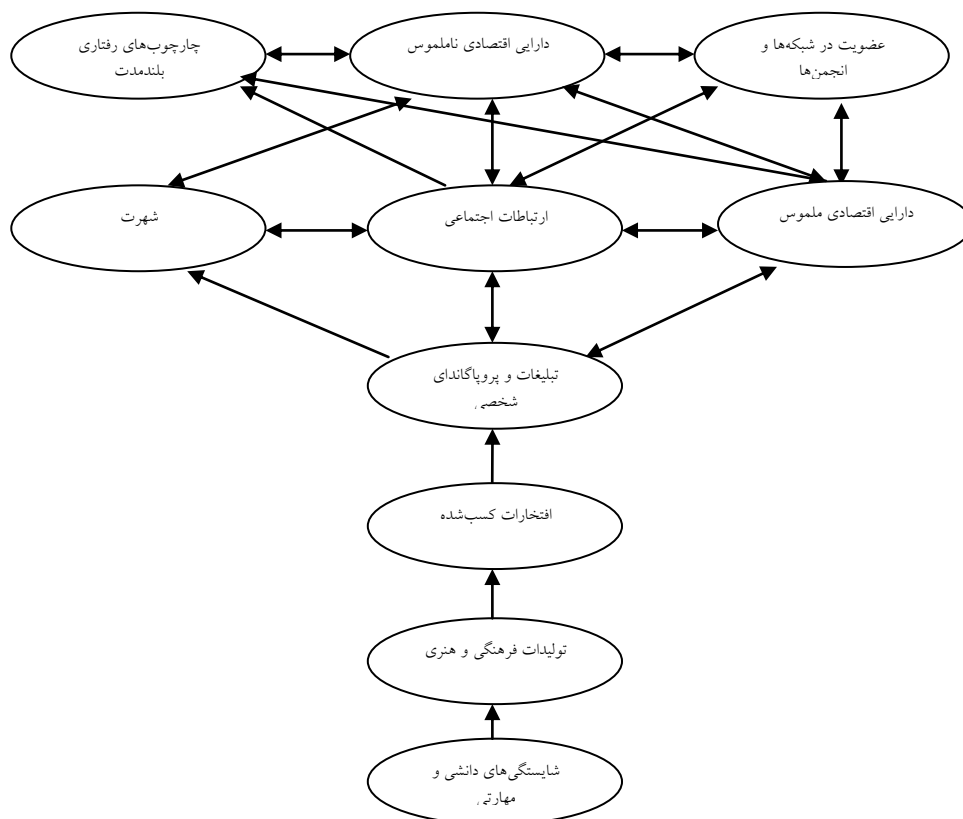 عضویت در شبکه‌ها و
انجمن‌ها
دارایی اقتصادی ناملموس
چارچوب‌های رفتاری
بلندمدت
دارایی اقتصادی ملموس
ارتباطات اجتماعی
شهرت
تبلیغات و پروپاگاندای
شخصی
افتخارات کسب‌شده
تولیدات فرهنگی و هنری
شایستگی‌های دانشی و
مهارتی